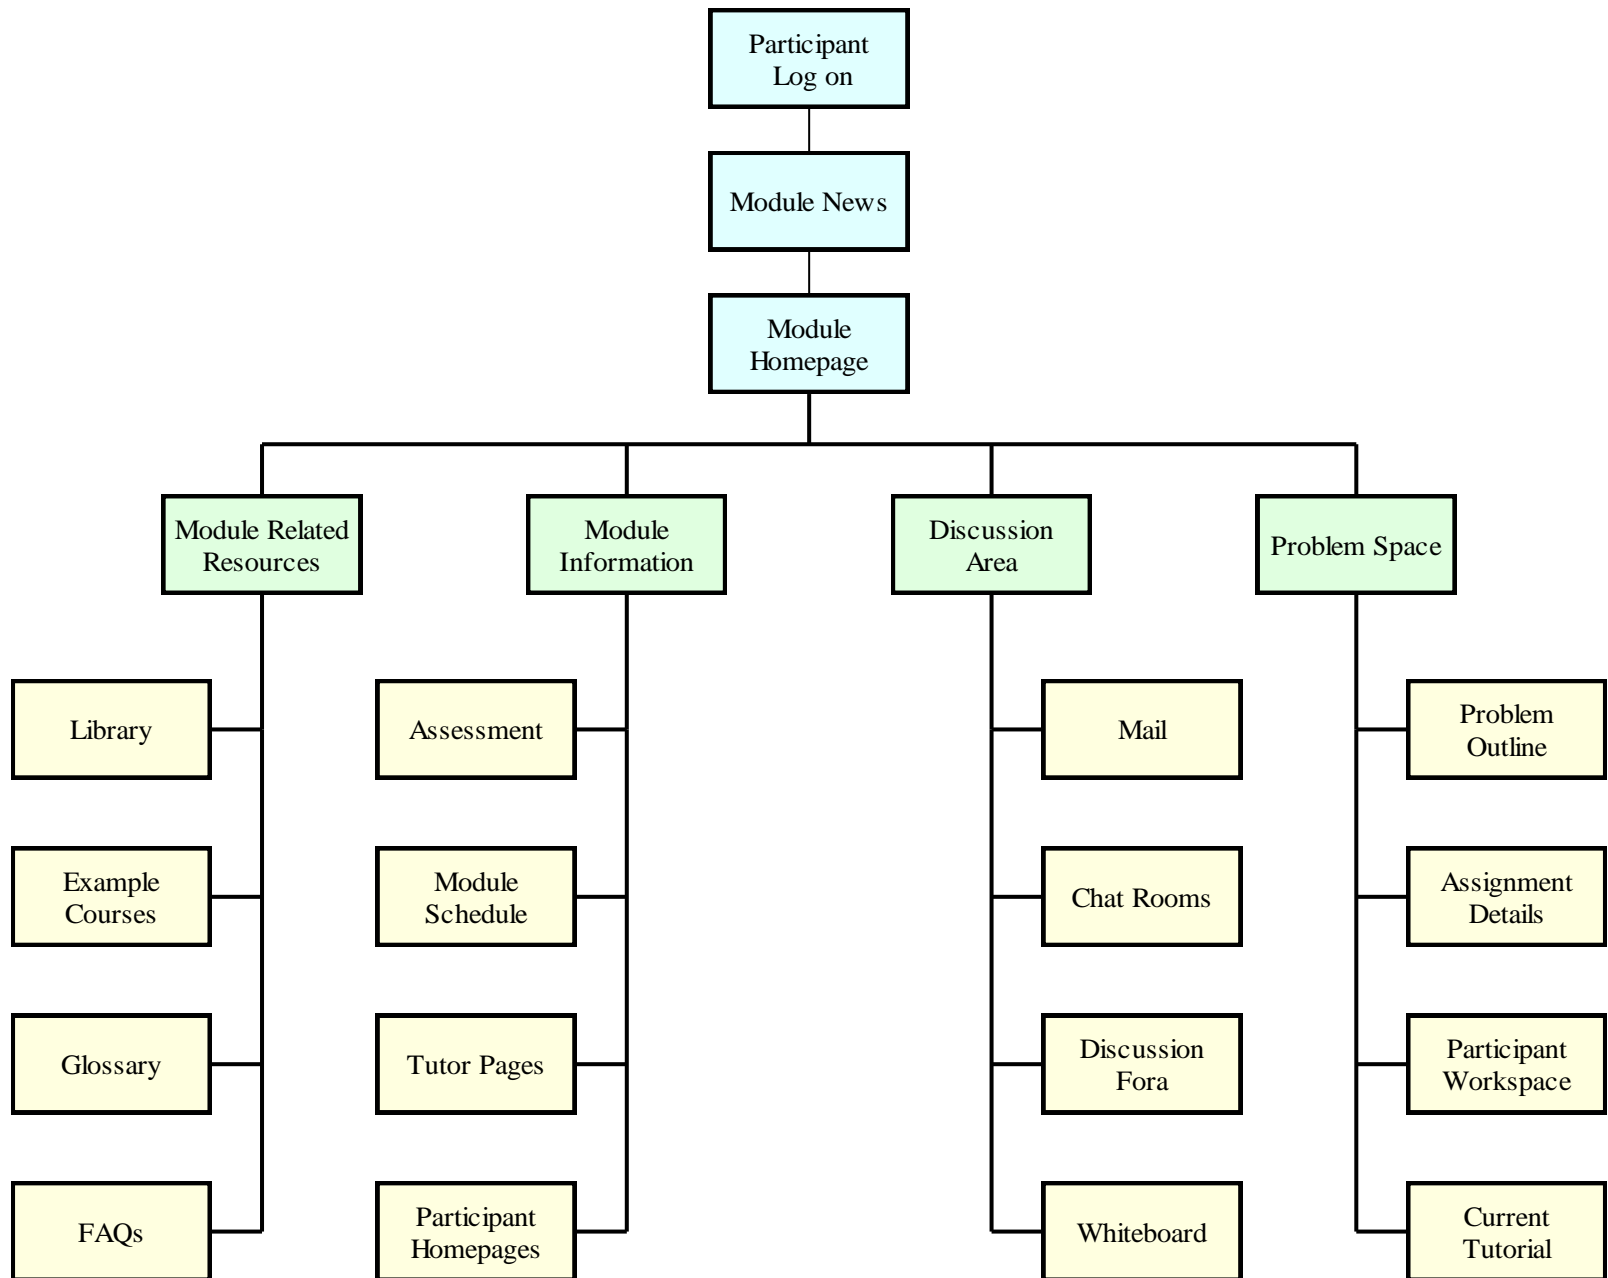 Participant
Log on
Module News
Module
Homepage
Module Related
Resources
Module
Information
Discussion
Area
Problem Space
Library
Assessment
Mail
Problem
Outline
Example
Courses
Module
Schedule
Chat Rooms
Assignment
Details
Glossary
Tutor Pages
Discussion
Fora
Participant
Workspace
FAQs
Participant
Homepages
Whiteboard
Current
Tutorial